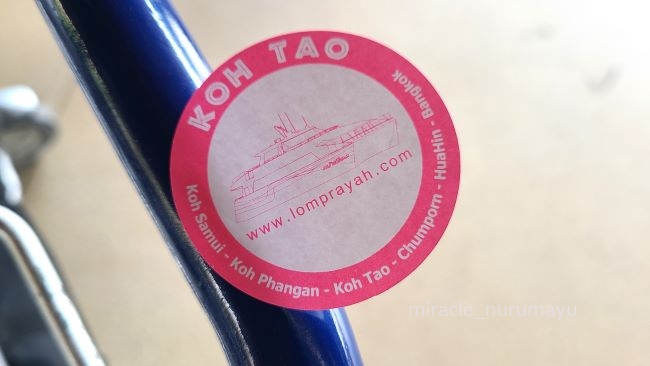 KOH TAO
www.lomprayah.com
Koh Samui - Koh Phangan - Koh Tao - Chumporn - HuaHin - Bangkok
miracle_nurumayu